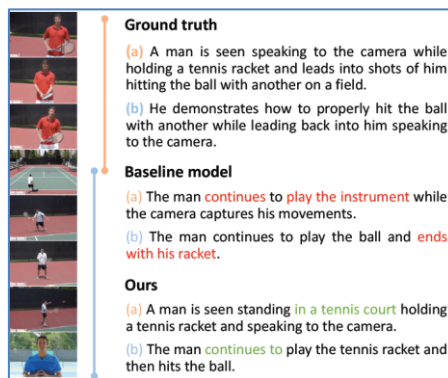 Ground truth
(a) A man is seen speaking to the camera while
holding a tennis racket and leads into shots of him
hitting the ball with another on a field.
(b) He demonstrates how to properly hit the ball
with another while leading back into him speaking
to the camera.
Baseline model
(a) The man continues to play the instrument while
the camera captures his movements.
(b) The man continues to play the ball and ends
with his racket.
Ours
(a) A man is seen standing in a tennis court holding
a tennis racket and speaking to the camera.
(b) The man continues to play the tennis racket and
then hits the ball.